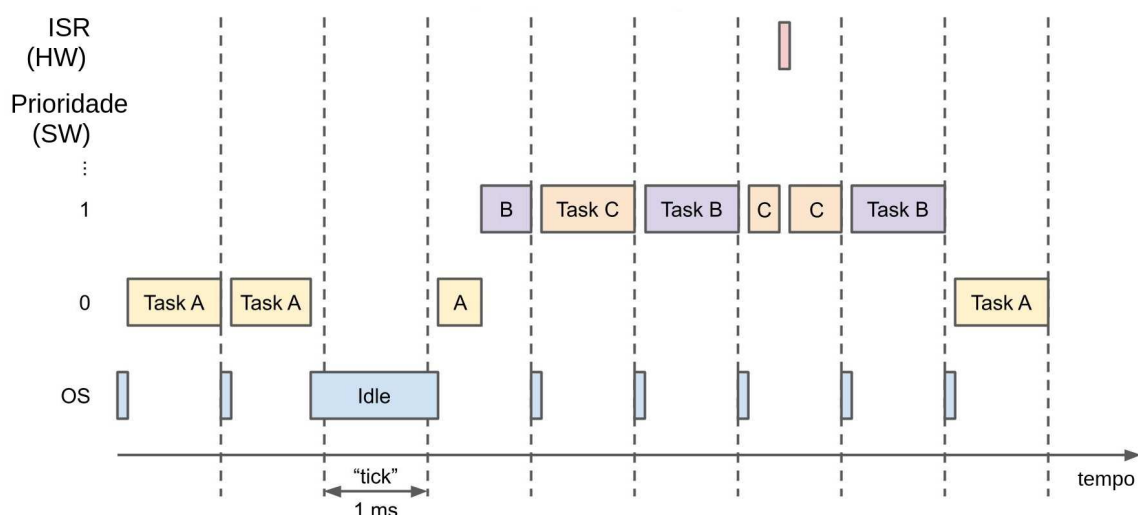 ISR
(HW)
Prioridade
(SW)
⋮
1
B
Task C
Task B
C
C
Task B
0
Task A
Task A
A
Task A
OS
Idle
“tick”
1 ms
tempo